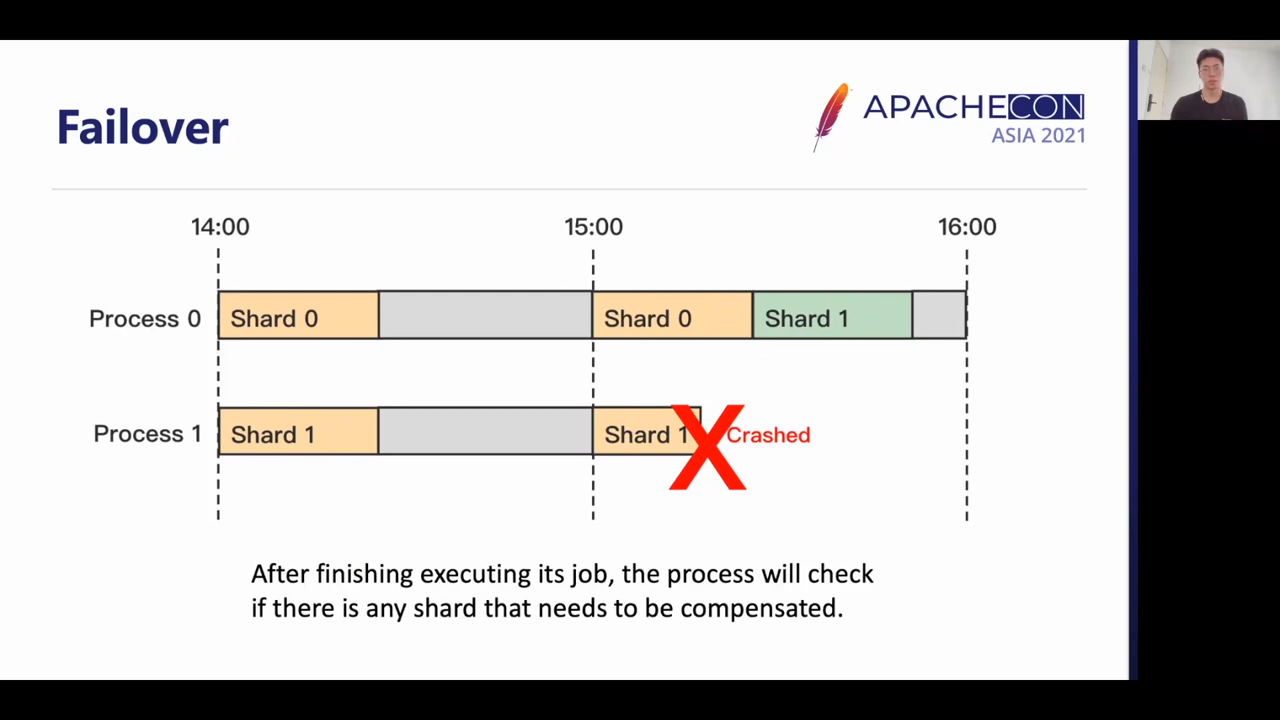 Failover
APACHECON
ASIA 2021
14:00 15:00 16:00
Process 0 Shard 0 Shard 0 Shard 1
Process 1 Shard 1 Shard 1 X Crashed
After finishing executing its job, the process will check
if there is any shard that needs to be compensated.